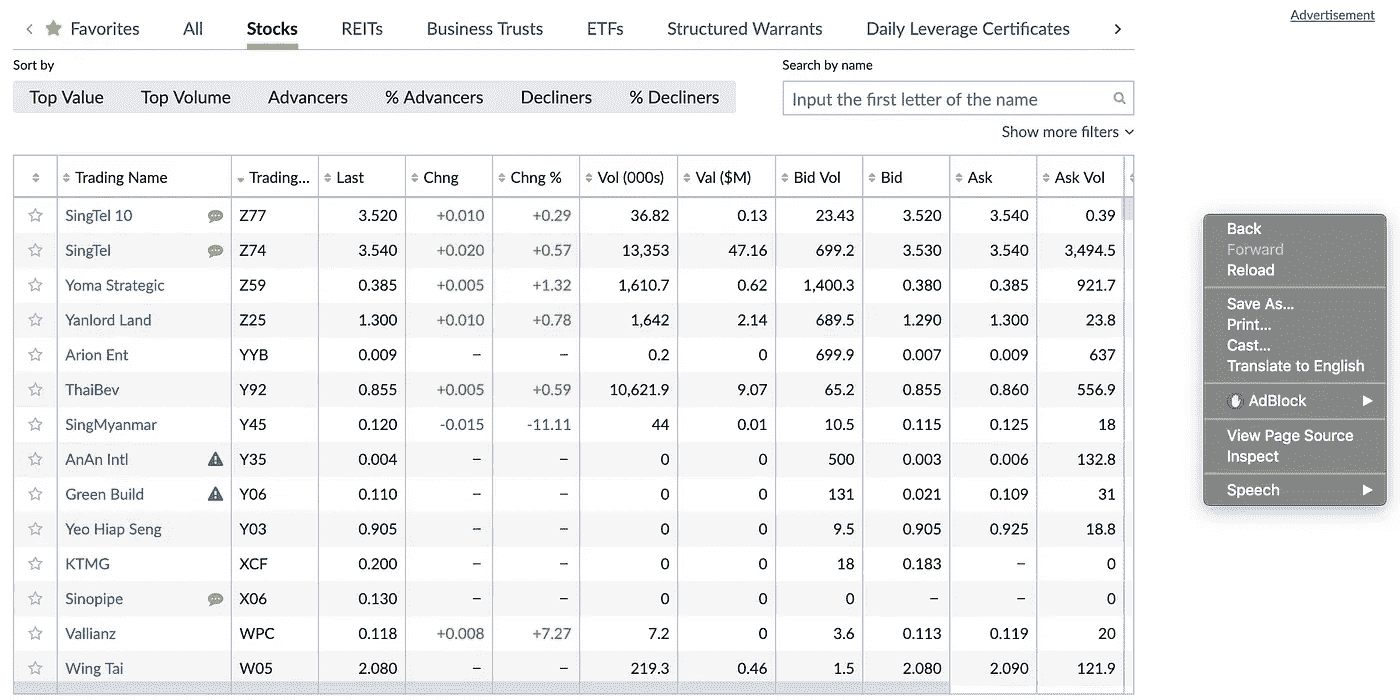 Advertisement
Favorites All Stocks REITs Business Trusts ETFs Structured Warrants Daily Leverage Certificates
Sort by
Search by name
Top Value Top Volume Advancers % Advancers Decliners % Decliners
Input the first letter of the name
Show more filters
Trading Name Trading... Last Chng Chng % Vol (000s) Val ($M) Bid Vol Bid Ask Ask Vol
SingTel 10 Z77 3.520 +0.010 +0.29 36.82 0.13 23.43 3.520 3.540 0.39
SingTel Z74 3.540 +0.020 +0.57 13,353 47.16 699.2 3.530 3.540 3,494.5
Yoma Strategic Z59 0.385 +0.005 +1.32 1,610.7 0.62 1,400.3 0.380 0.385 921.7
Yanlord Land Z25 1.300 +0.010 +0.78 1,642 2.14 689.5 1.290 1.300 23.8
Arion Ent YYB 0.009 – – 0.2 0 699.9 0.007 0.009 637
ThaiBev Y92 0.855 +0.005 +0.59 10,621.9 9.07 65.2 0.855 0.860 556.9
SingMyanmar Y45 0.120 -0.015 -11.11 44 0.01 10.5 0.115 0.125 18
AnAn Intl Y35 0.004 – – 0 0 500 0.003 0.006 132.8
Green Build Y06 0.110 – – 0 0 131 0.021 0.109 31
Yeo Hiap Seng Y03 0.905 – – 0 0 9.5 0.905 0.925 18.8
KTMG XCF 0.200 – – 0 0 18 0.183 – 0
Sinopipe X06 0.130 – – 0 0 0 – – 0
Vallianz WPC 0.118 +0.008 +7.27 7.2 0 3.6 0.113 0.119 20
Wing Tai W05 2.080 – – 219.3 0.46 1.5 2.080 2.090 121.9
Back
Forward
Reload
Save As...
Print...
Cast...
Translate to English
AdBlock
View Page Source
Inspect
Speech